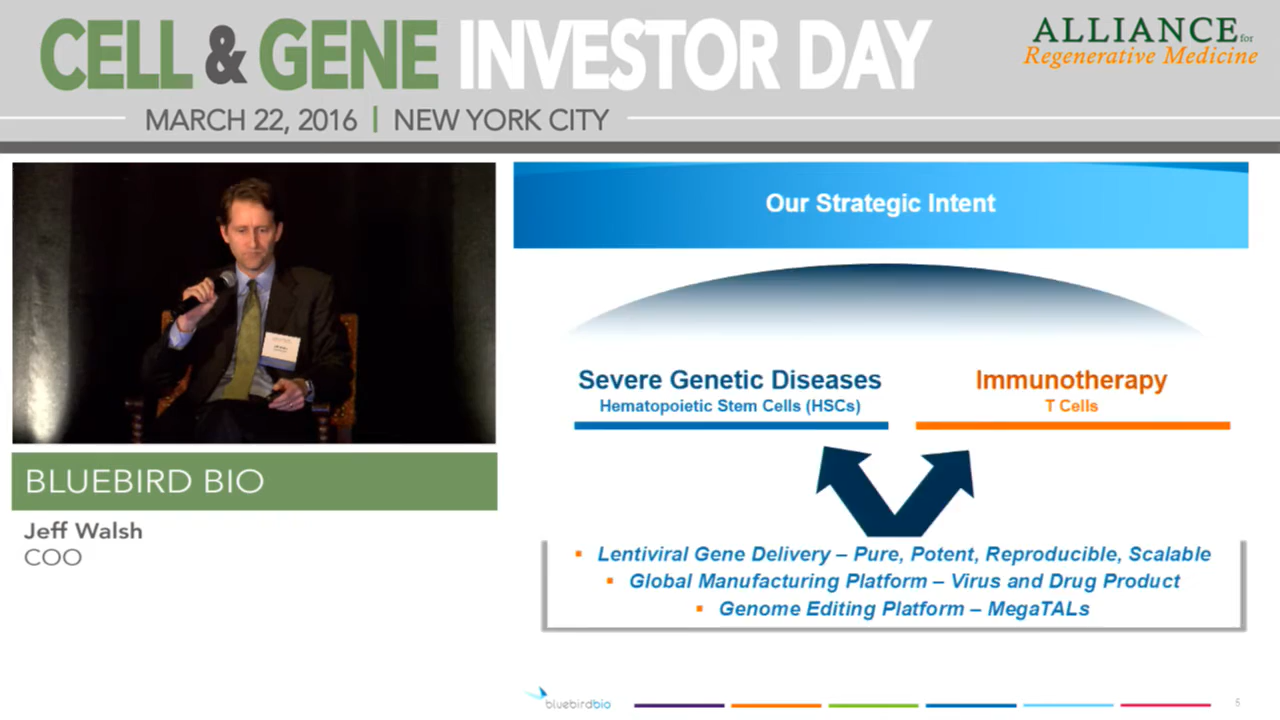 CELL & GENE INVESTOR DAY
MARCH 22, 2016 | NEW YORK CITY
ALLIANCE for
Regenerative Medicine
Our Strategic Intent
Severe Genetic Diseases
Hematopoietic Stem Cells (HSCs)
Immunotherapy
T Cells
▪ Lentiviral Gene Delivery – Pure, Potent, Reproducible, Scalable
▪ Global Manufacturing Platform – Virus and Drug Product
▪ Genome Editing Platform – MegaTALs
bluebirdbio
5
BLUEBIRD BIO
Jeff Walsh
COO